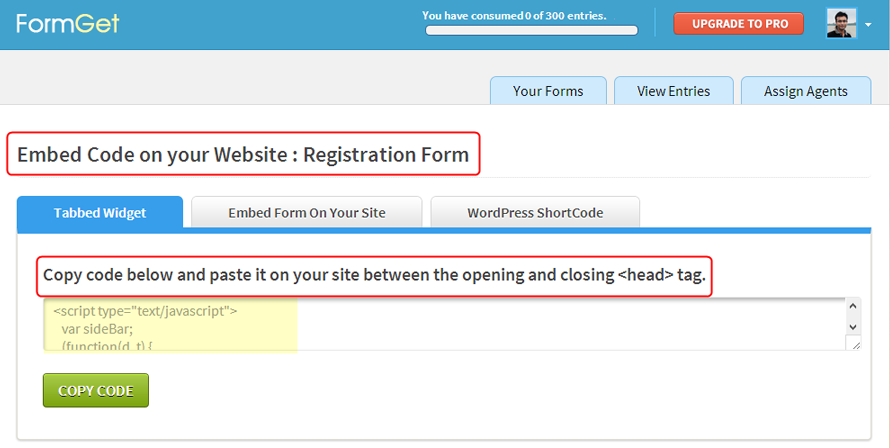 FormGet
You have consumed 0 of 300 entries.
UPGRADE TO PRO
Your Forms
View Entries
Assign Agents
Embed Code on your Website : Registration Form
Tabbed Widget
Embed Form On Your Site
WordPress ShortCode
Copy code below and paste it on your site between the opening and closing <head> tag.
<script type="text/javascript">
var sideBar;
(function(d, t) {
COPY CODE